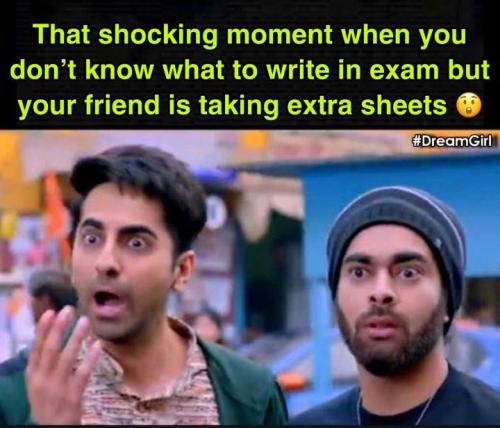 That shocking moment when you
don't know what to write in exam but
your friend is taking extra sheets 😲
#DreamGirl